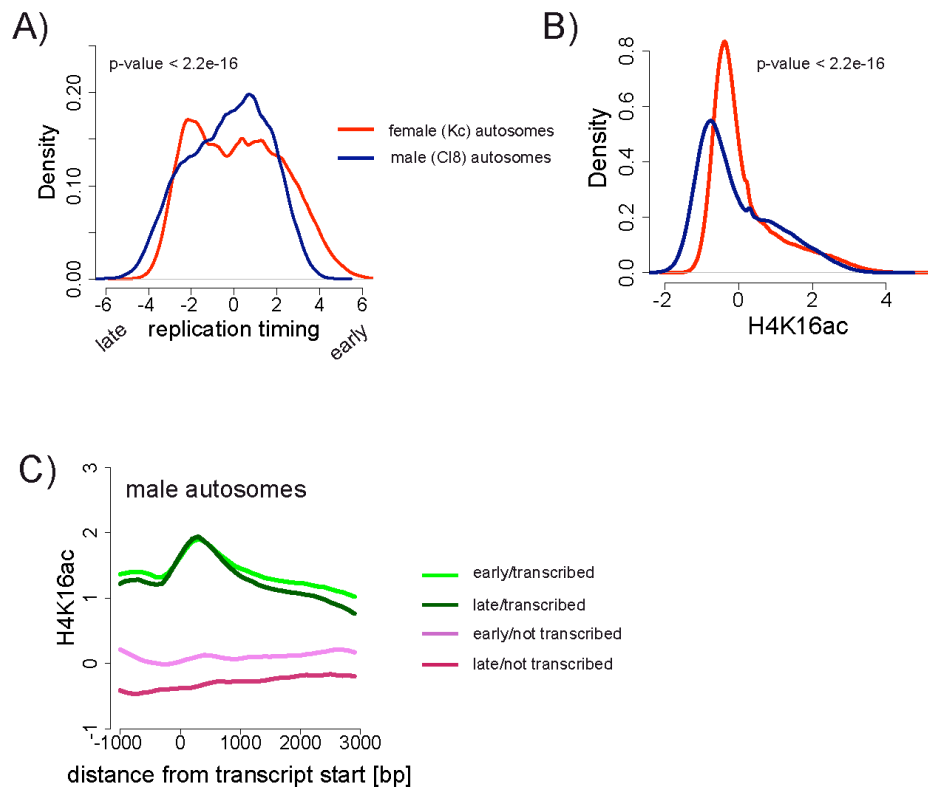 A)
p-value < 2.2e-16
Density
0.00
0.10
0.20
-6
-4
-2
0
2
4
6
late
replication timing
early
female (Kc) autosomes
male (Cl8) autosomes
B)
p-value < 2.2e-16
Density
0.0
0.2
0.4
0.6
0.8
-2
0
2
4
H4K16ac
C)
male autosomes
H4K16ac
-1
0
1
2
3
-1000
0
1000
2000
3000
distance from transcript start [bp]
early/transcribed
late/transcribed
early/not transcribed
late/not transcribed